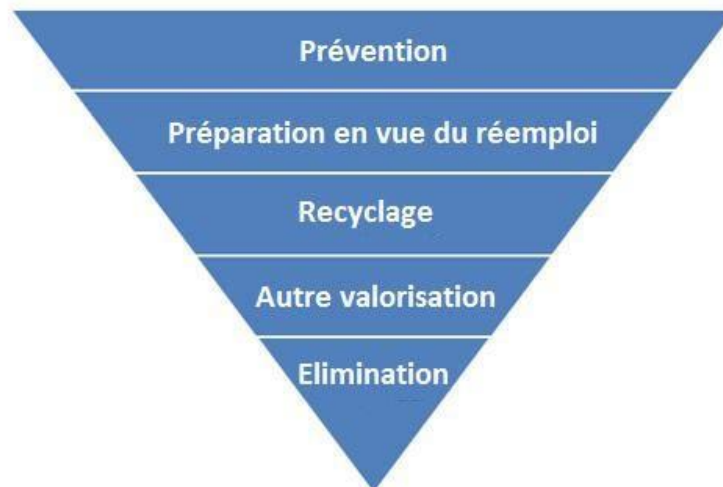 Prévention
Préparation en vue du réemploi
Recyclage
Autre valorisation
Elimination